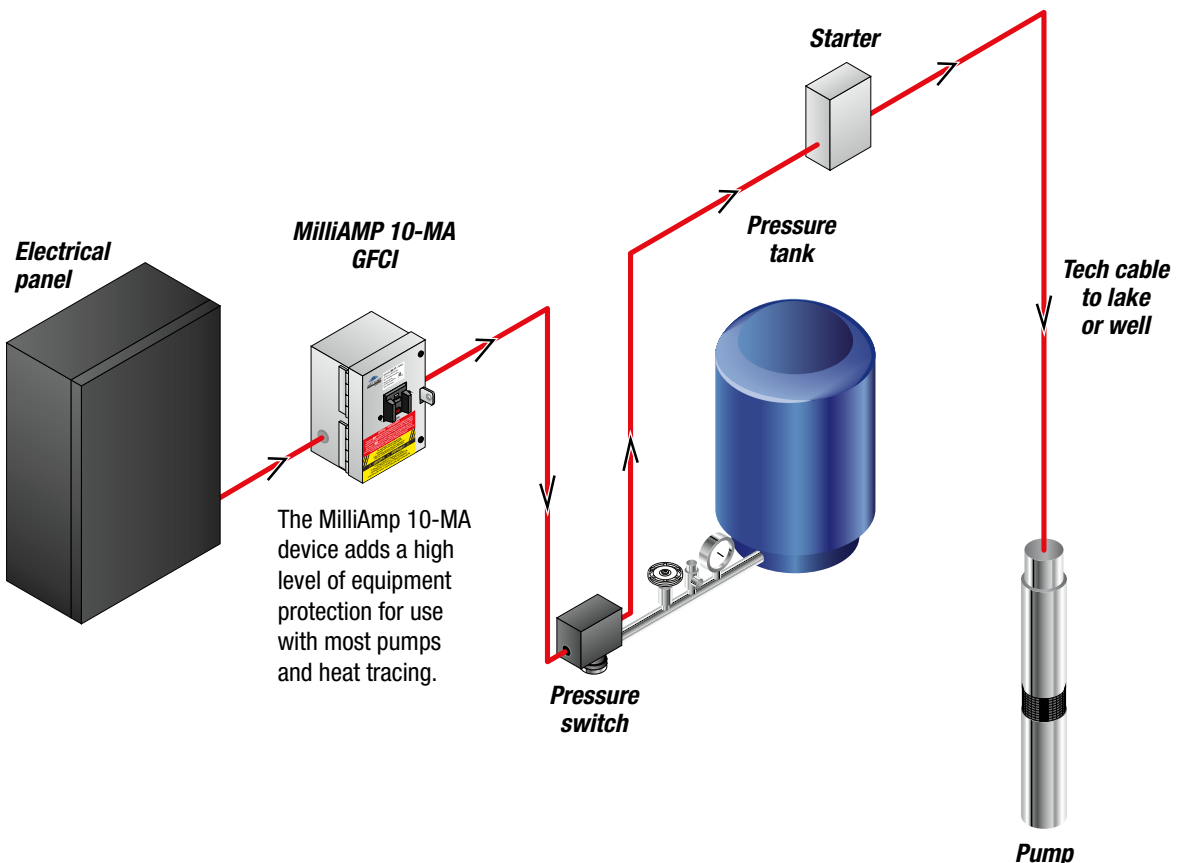 Starter
MilliAMP 10-MA
GFCI
Electrical
panel
Pressure
tank
Tech cable
to lake
or well
The MilliAmp 10-MA
device adds a high
level of equipment
protection for use
with most pumps
and heat tracing.
Pressure
switch
Pump